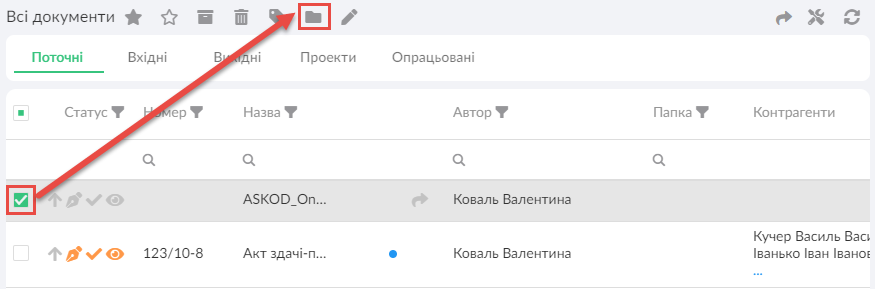 Всі документи
Поточні Вхідні Вихідні Проекти Опрацьовані
Статус Номер Назва Автор Папка Контрагенти
ASKOD_On... Коваль Валентина
123/10-8 Акт здачі-п... Коваль Валентина Кучер Василь Васи
Іванько Іван Іванов
...